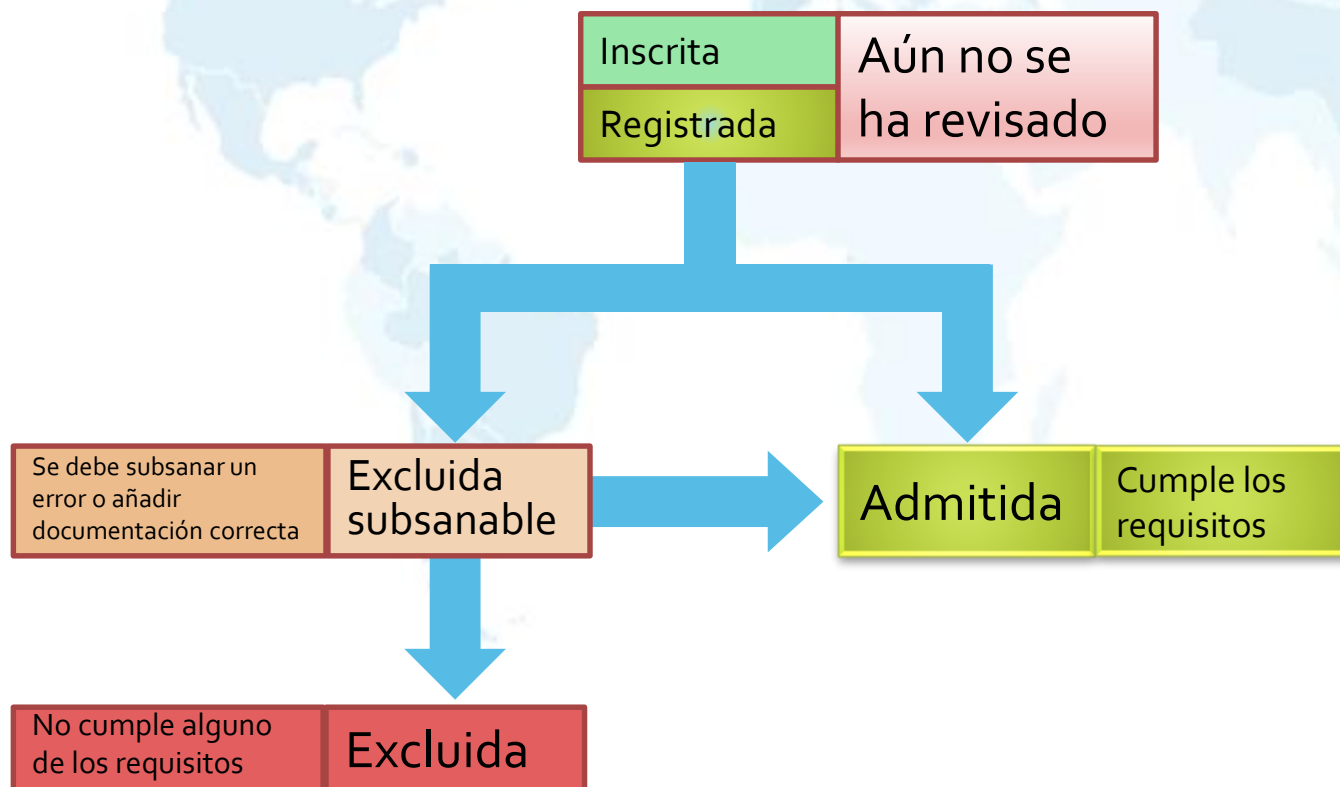 Inscrita
Registrada
Aún no se
ha revisado
Se debe subsanar un
error o añadir
documentación correcta
Excluida
subsanable
Admitida
Cumple los
requisitos
No cumple alguno
de los requisitos
Excluida